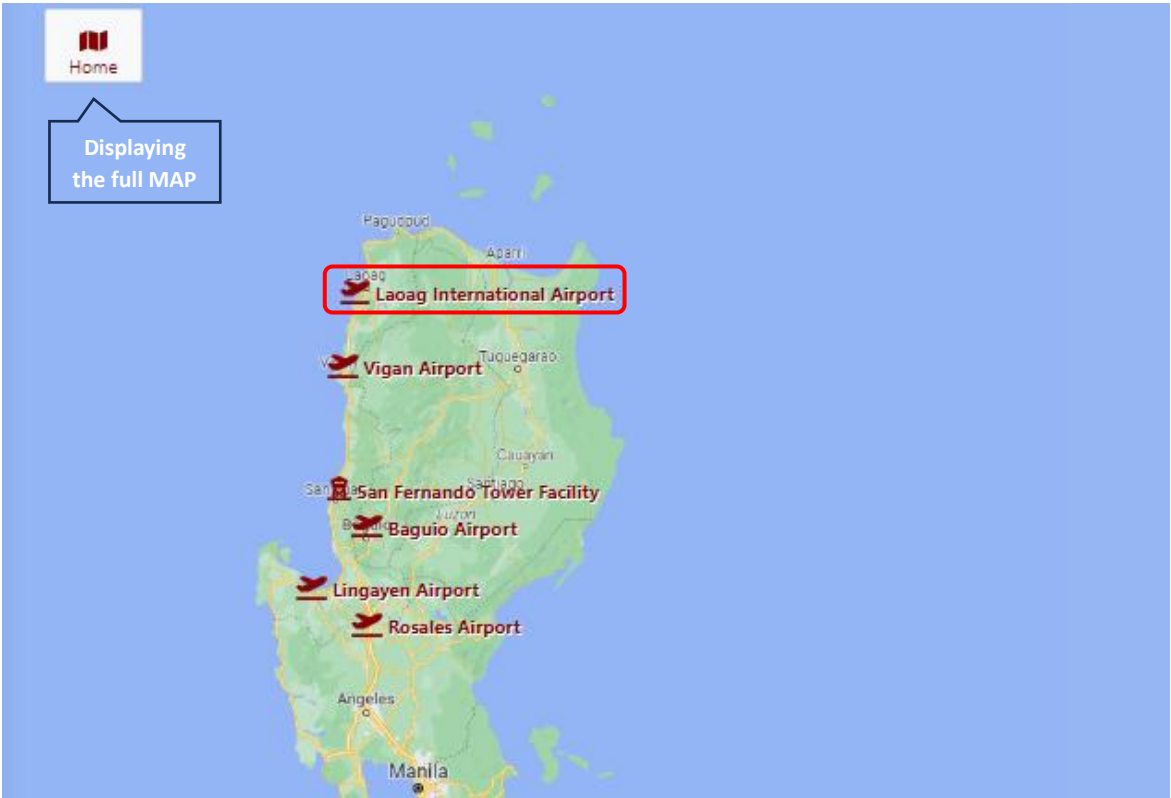 Home
Displaying
the full MAP
Pagudpud
Aparri
Laoag
Laoag International Airport
Vigan Airport
Tuguegarao
Cauayan
San Fernando Tower Facility
Santiago
Luzon
Baguio Airport
Lingayen Airport
Rosales Airport
Angeles
Manila